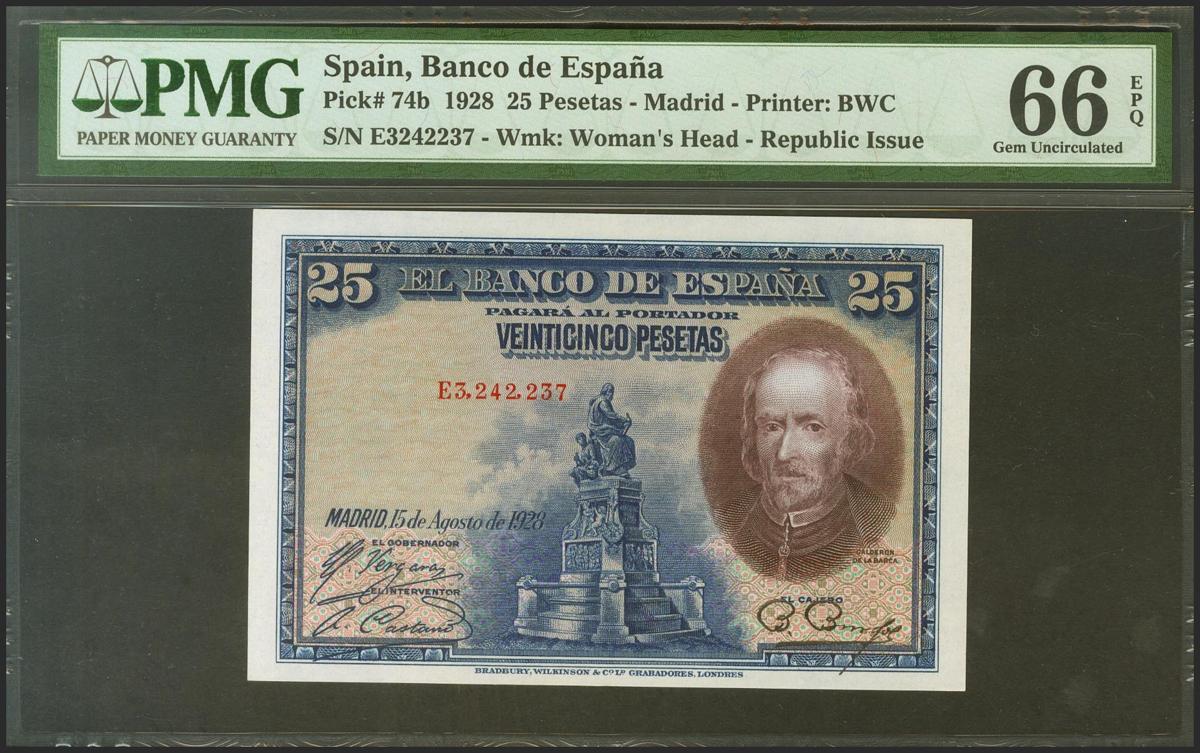 PMG
PAPER MONEY GUARANTY
Spain, Banco de España
Pick# 74b 1928 25 Pesetas - Madrid - Printer: BWC
S/N E3242237 - Wmk: Woman's Head - Republic Issue
66
EPQ
Gem Uncirculated
25 EL BANCO DE ESPAÑA 25
PAGARÁ AL PORTADOR
VEINTICINCO PESETAS
E3,242,237
MADRID, 15 de Agosto de 1928
EL GOBERNADOR
Vergara
EL INTERVENTOR
A. Castaño
CALDERON
DE LA BARCA.
EL CAJERO
BRADBURY, WILKINSON & Cº Lᴰ GRABADORES, LONDRES